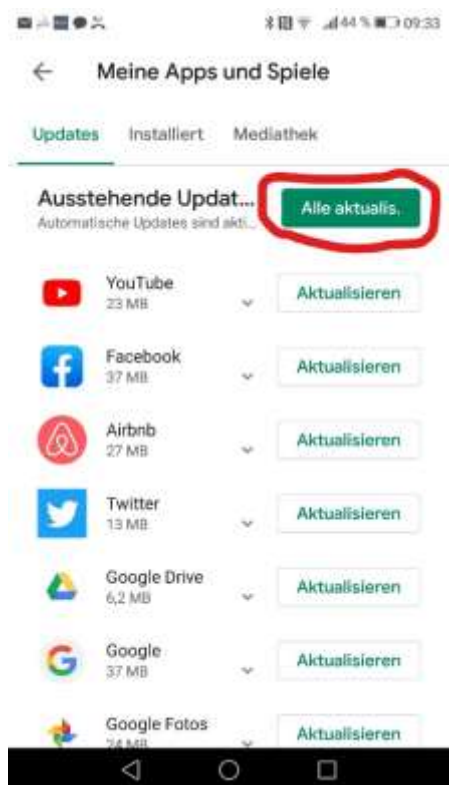 44 % 09:33
Meine Apps und Spiele
Updates Installiert Mediathek
Ausstehende Updat...
Automatische Updates sind akti...
Alle aktualis.
YouTube
23 MB
Aktualisieren
Facebook
37 MB
Aktualisieren
Airbnb
27 MB
Aktualisieren
Twitter
13 MB
Aktualisieren
Google Drive
6,2 MB
Aktualisieren
Google
37 MB
Aktualisieren
Google Fotos
24 MB
Aktualisieren